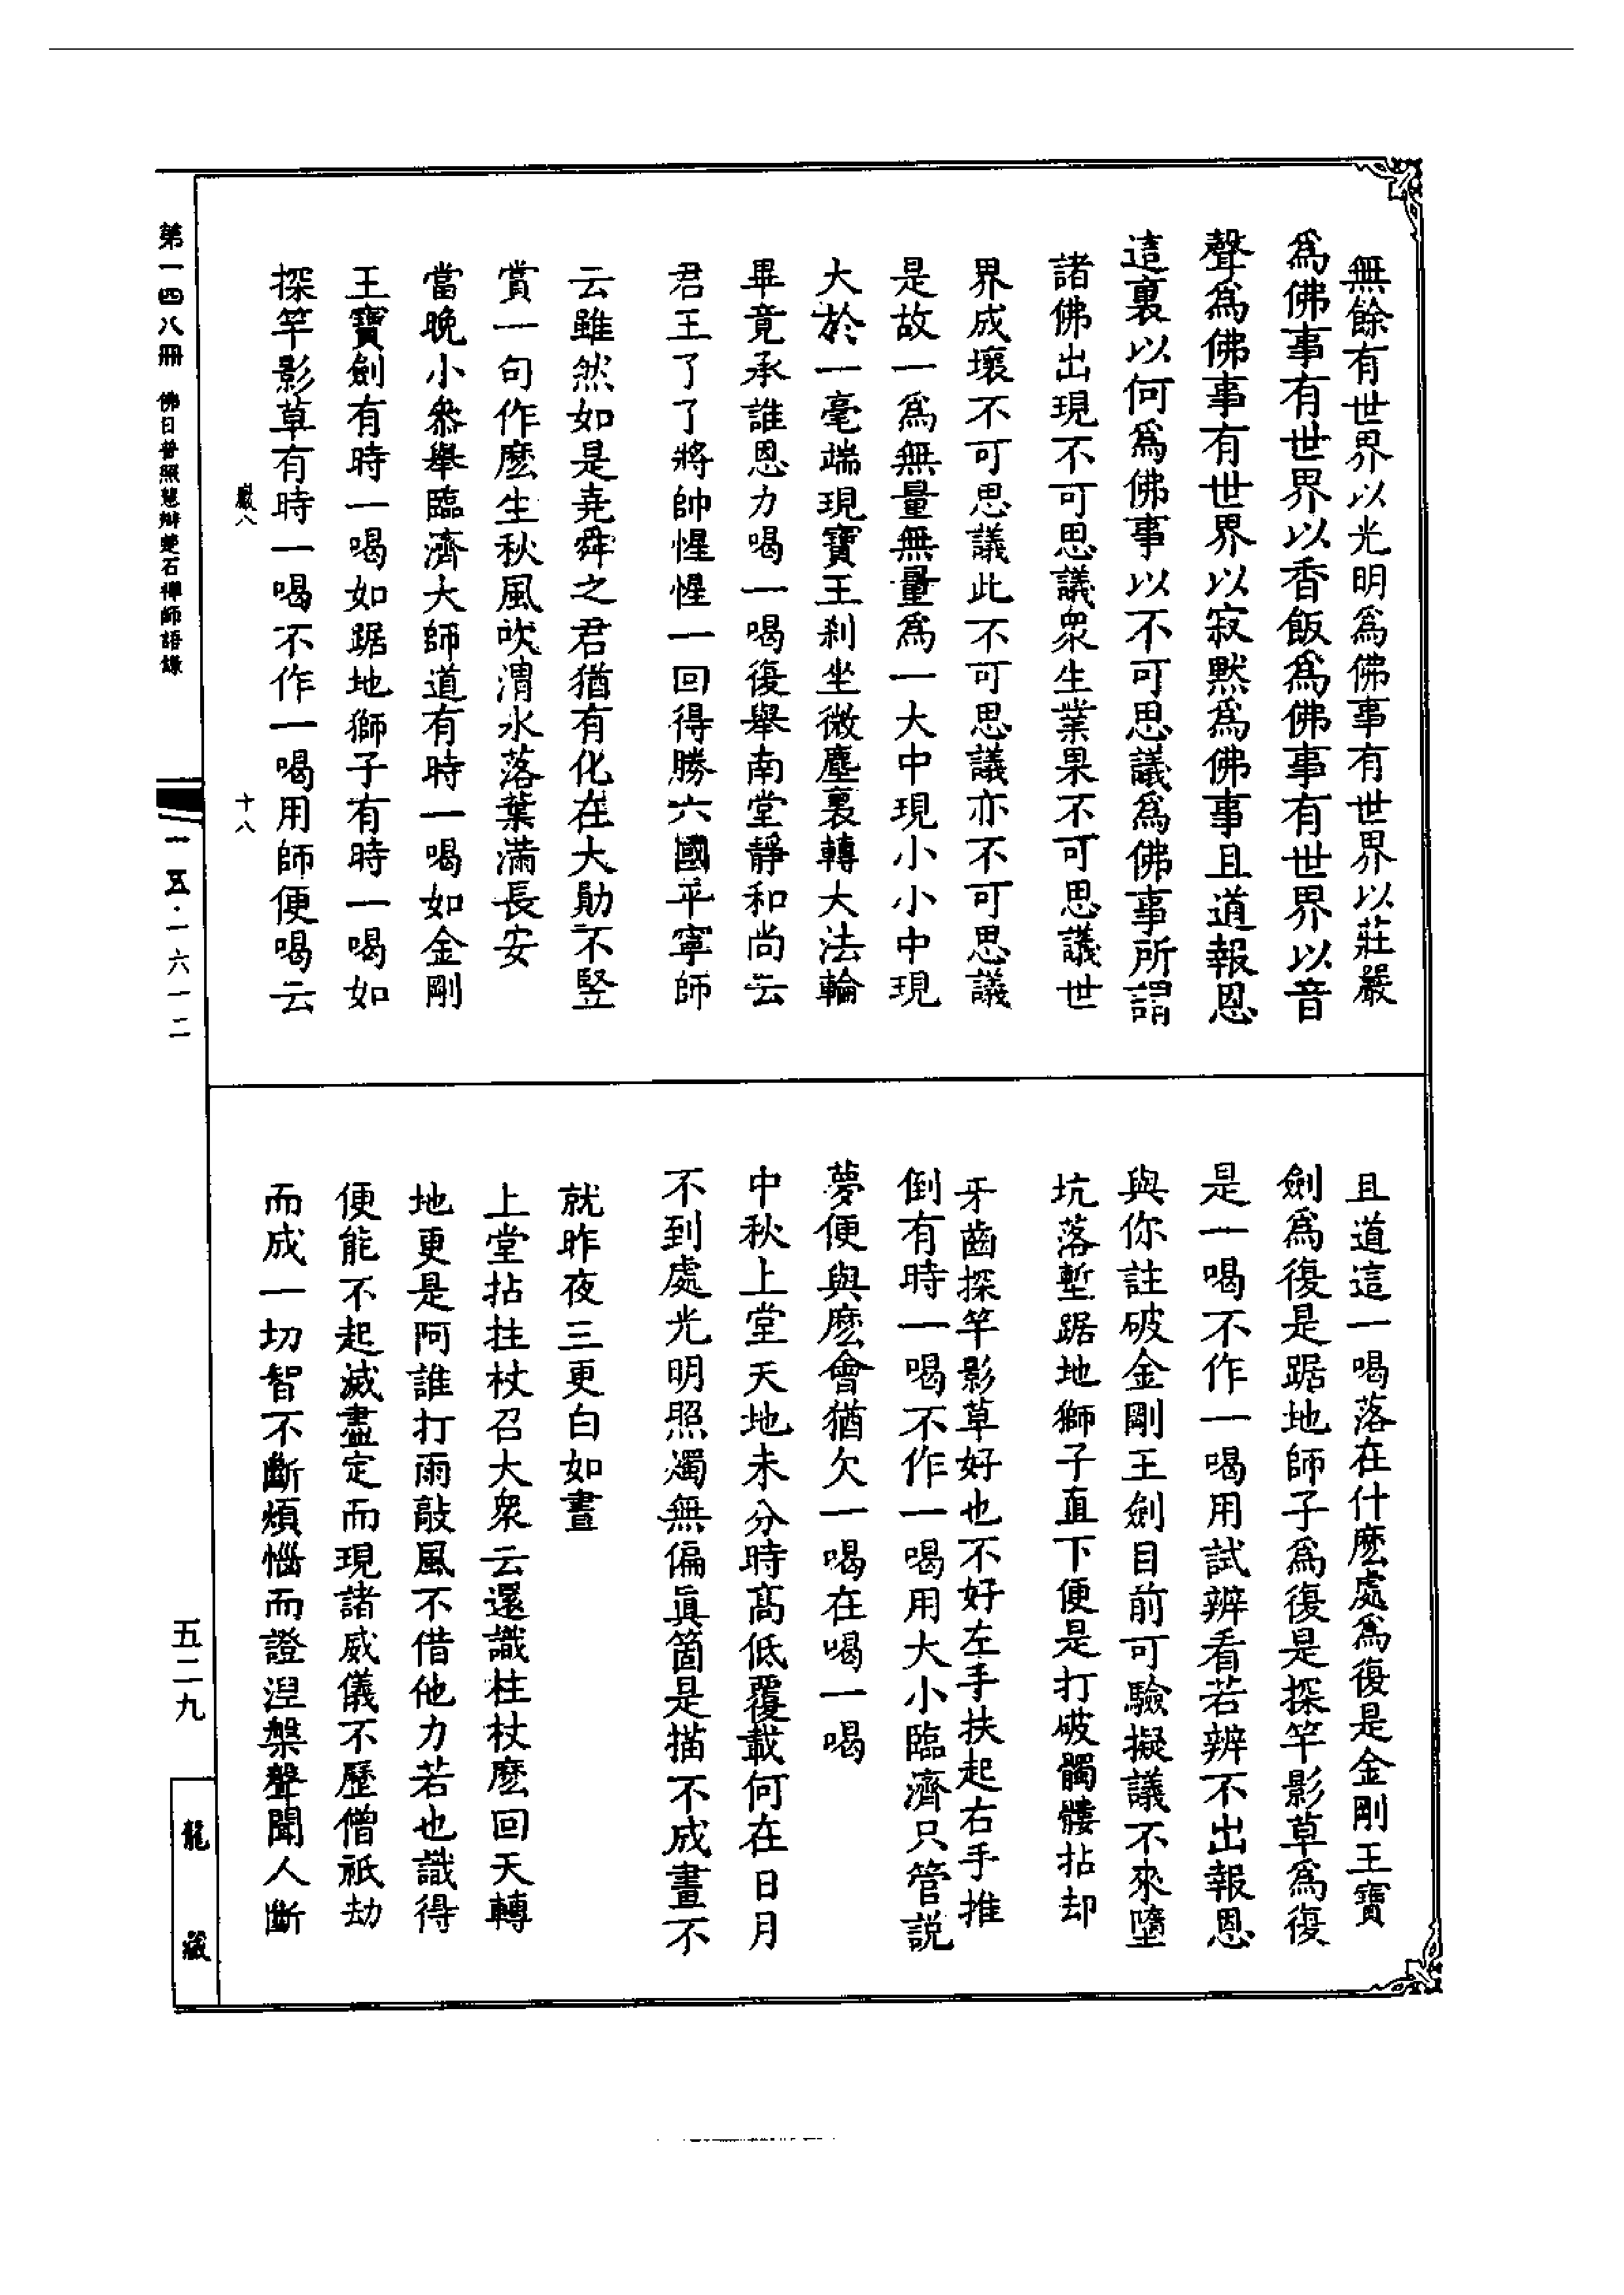 無餘有世界以光明爲佛事有世界以莊嚴
爲佛事有世界以香飯爲佛事有世界以音
聲爲佛事有世界以寂默爲佛事且道報恩
這裏以何爲佛事以不可思議爲佛事所謂
諸佛出現不可思議衆生業果不可思議世
界成壞不可思議此不可思議亦不可思議
是故一爲無量無量爲一大中現小小中現
大於一毫端現寶王刹坐微塵裏轉大法輪
畢竟承誰恩力喝一喝復舉南堂靜和尚云
君王了了將帥惺惺一回得勝六國平寧師
云雖然如是堯舜之君猶有化在大勛不竪
賞一句作麽生秋風吹渭水落葉滿長安
當晚小叅舉臨濟大師道有時一喝如金剛
王寶劍有時一喝如踞地獅子有時一喝如
探竿影草有時一喝不作一喝用師便喝云
巖八
十八
且道這一喝落在什麽處爲復是金剛王寶
劍爲復是踞地師子爲復是探竿影草爲復
是一喝不作一喝用試辨看若辨不出報恩
與你註破金剛王劍目前可驗擬議不來墮
坑落塹踞地獅子直下便是打破髑髏拈却
牙齒探竿影草好也不好左手扶起右手推
倒有時一喝不作一喝用大小臨濟只管説
夢便與麽會猶欠一喝在喝一喝
中秋上堂天地未分時高低覆載何在日月
不到處光明照燭無偏眞箇是描不成畫不
就昨夜三更白如晝
上堂拈拄杖召大衆云還識柱杖麽回天轉
地更是阿誰打雨敲風不借他力若也識得
便能不起滅盡定而現諸威儀不歷僧祇劫
而成一切智不斷煩惱而證涅槃聲聞人斷
第一四八冊 佛日普照慧辯楚石禪師語錄
一五·一六一二
五二九
龍藏